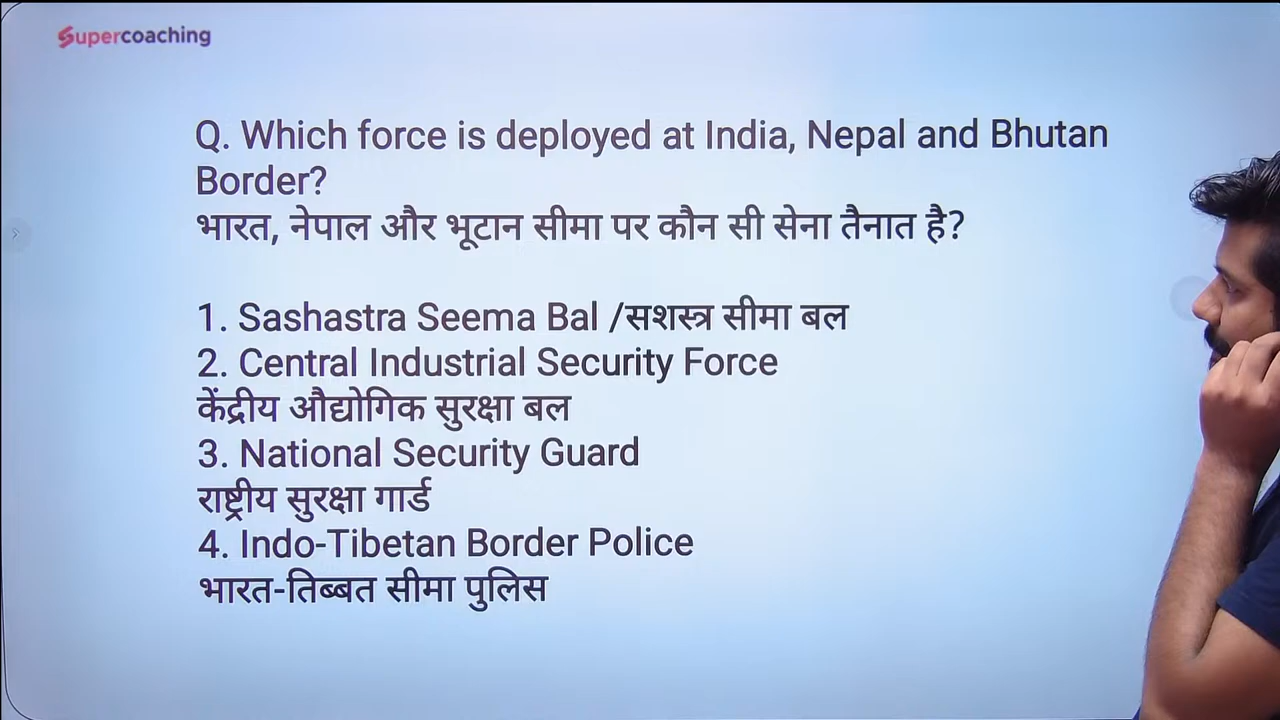 Supercoaching
Q. Which force is deployed at India, Nepal and Bhutan
Border?
भारत, नेपाल और भूटान सीमा पर कौन सी सेना तैनात है?
1. Sashastra Seema Bal /सशस्त्र सीमा बल
2. Central Industrial Security Force
केंद्रीय औद्योगिक सुरक्षा बल
3. National Security Guard
राष्ट्रीय सुरक्षा गार्ड
4. Indo-Tibetan Border Police
भारत-तिब्बत सीमा पुलिस